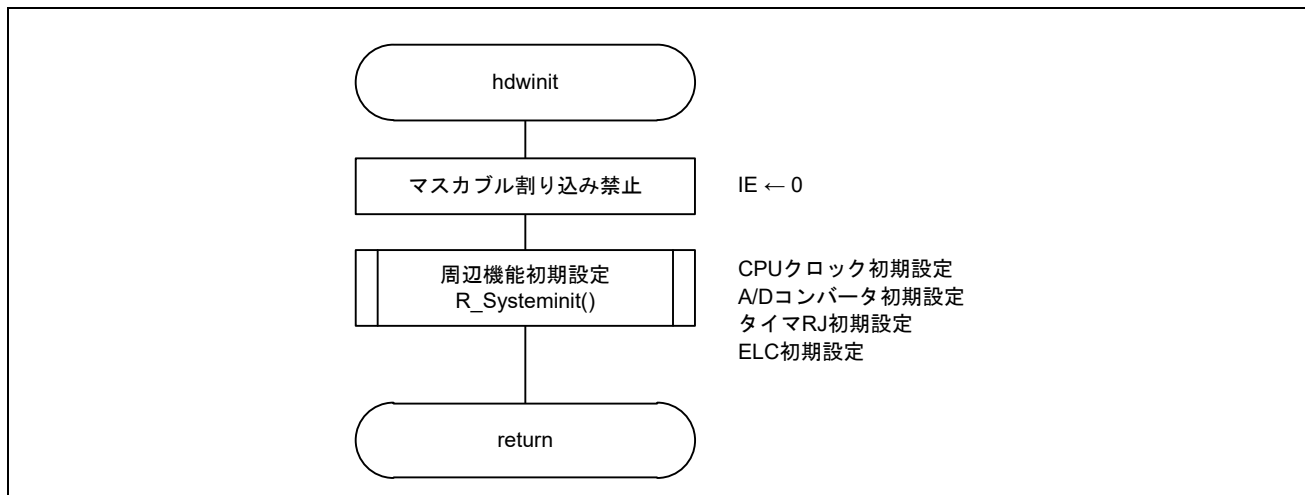 hdwinit
マスカブル割り込み禁止
IE ← 0
周辺機能初期設定
R_Systeminit()
CPUクロック初期設定
A/Dコンバータ初期設定
タイマRJ初期設定
ELC初期設定
return